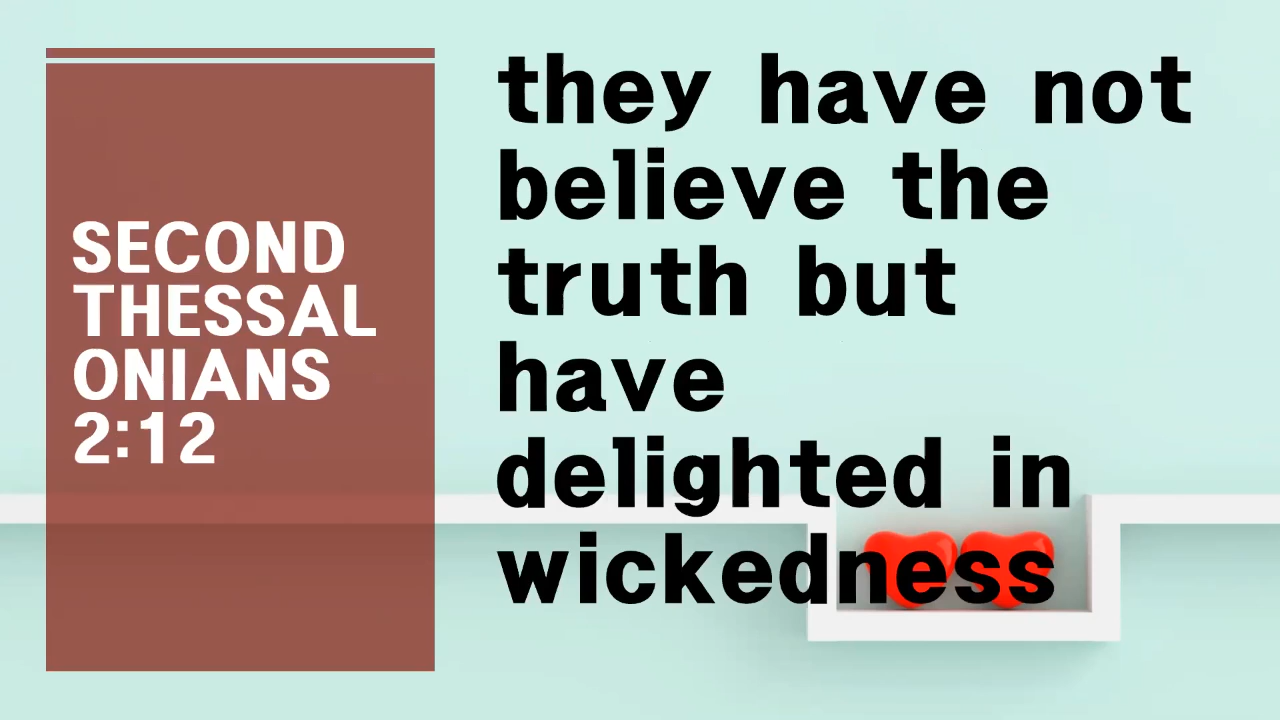 SECOND
THESSAL
ONIANS
2:12
they have not
believe the
truth but
have
delighted in
wickedness